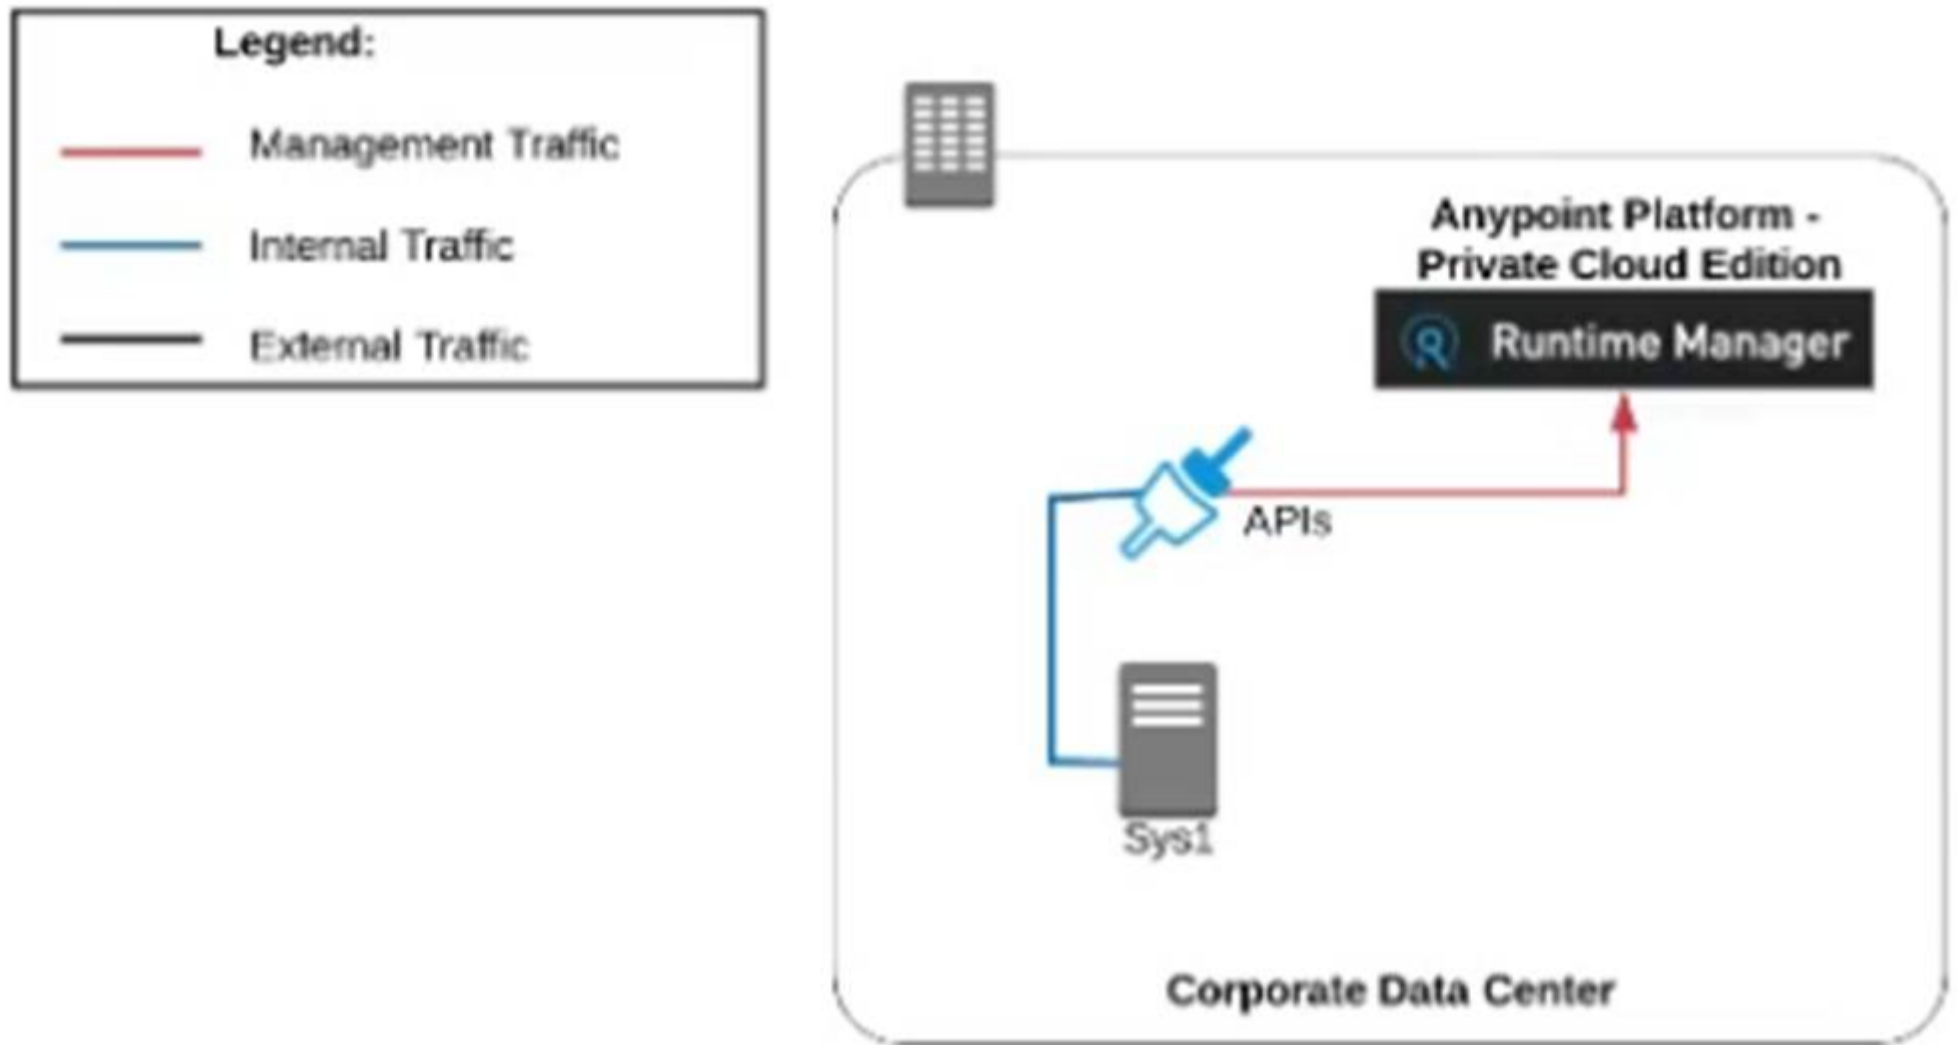 Legend:
Management Traffic
Internal Traffic
External Traffic
Anypoint Platform -
Private Cloud Edition
Runtime Manager
APIs
Sys1
Corporate Data Center